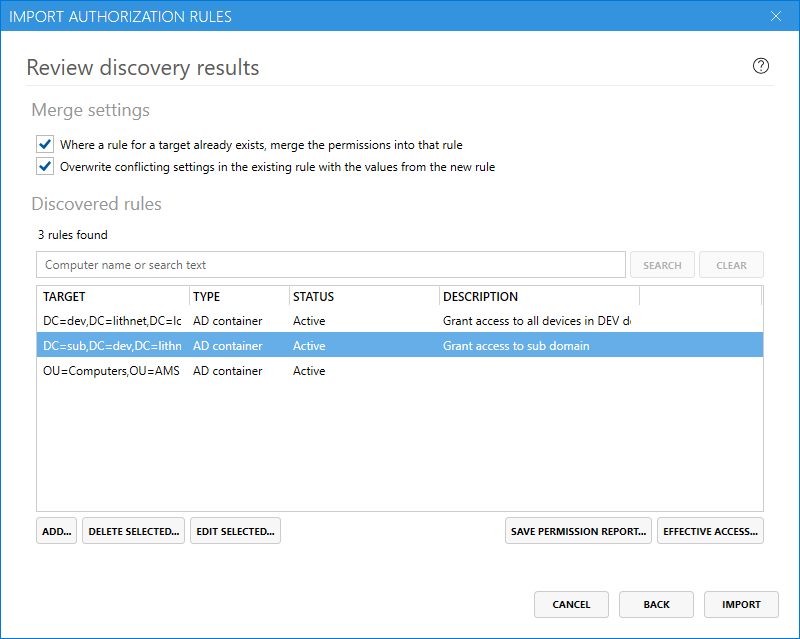 IMPORT AUTHORIZATION RULES
Review discovery results
Merge settings
Where a rule for a target already exists, merge the permissions into that rule
Overwrite conflicting settings in the existing rule with the values from the new rule
Discovered rules
3 rules found
Computer name or search text SEARCH CLEAR
TARGET TYPE STATUS DESCRIPTION
DC=dev,DC=lithnet,DC=lc AD container Active Grant access to all devices in DEV d
DC=sub,DC=dev,DC=lithn AD container Active Grant access to sub domain
OU=Computers,OU=AMS AD container Active
ADD... DELETE SELECTED... EDIT SELECTED... SAVE PERMISSION REPORT... EFFECTIVE ACCESS...
CANCEL BACK IMPORT